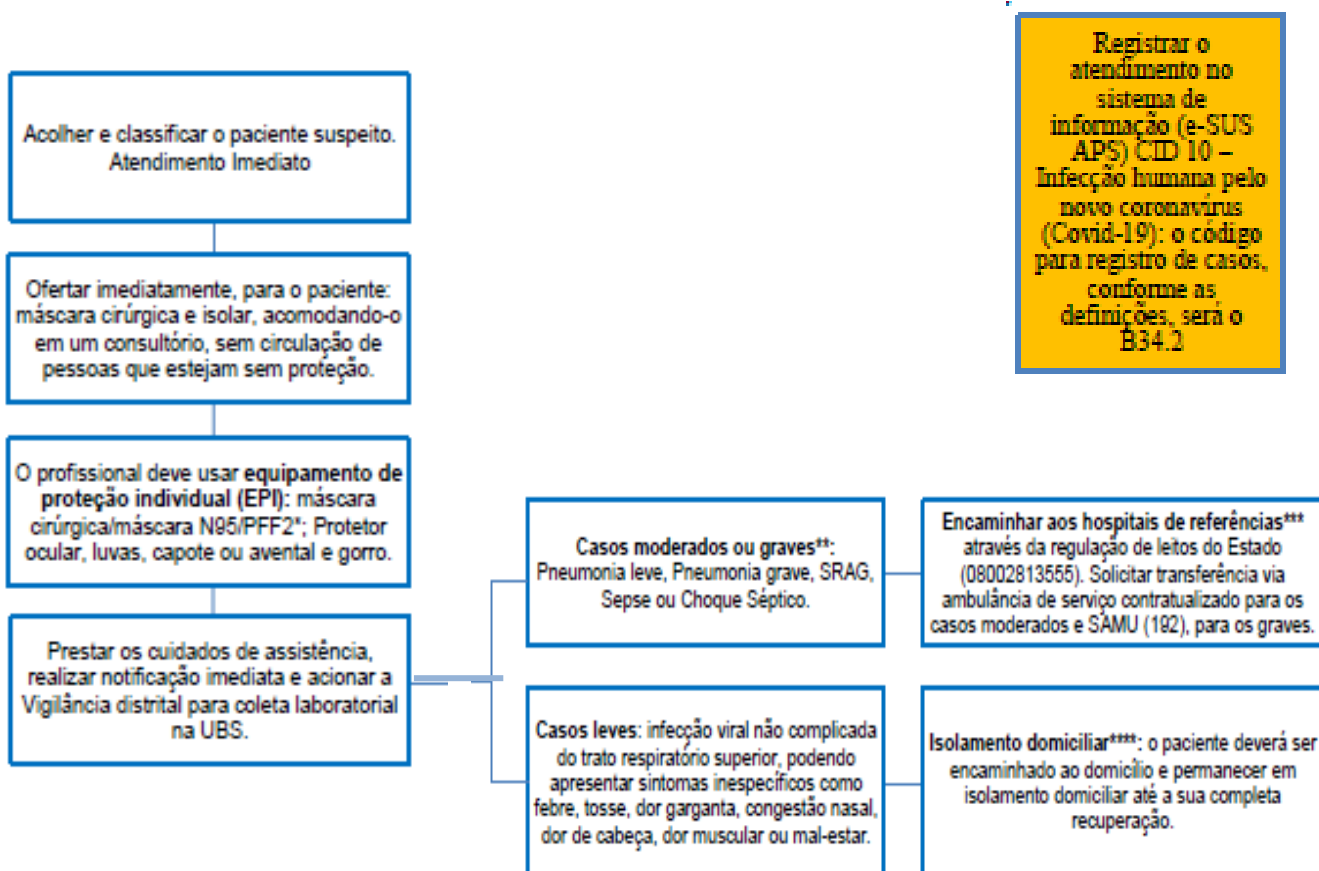 Registrar o
atendimento no
sistema de
informação (e-SUS
APS) CID 10 –
Infecção humana pelo
novo coronavírus
(Covid-19): o código
para registro de casos,
conforme as
definições, será o
B34.2
Acolher e classificar o paciente suspeito.
Atendimento Imediato
Ofertar imediatamente, para o paciente:
máscara cirúrgica e isolar, acomodando-o
em um consultório, sem circulação de
pessoas que estejam sem proteção.
O profissional deve usar equipamento de
proteção individual (EPI): máscara
cirúrgica/máscara N95/PFF2*; Protetor
ocular, luvas, capote ou avental e gorro.
Prestar os cuidados de assistência,
realizar notificação imediata e acionar a
Vigilância distrital para coleta laboratorial
na UBS.
Casos moderados ou graves**:
Pneumonia leve, Pneumonia grave, SRAG,
Sepse ou Choque Séptico.
Encaminhar aos hospitais de referências***
através da regulação de leitos do Estado
(08002813555). Solicitar transferência via
ambulância de serviço contratualizado para os
casos moderados e SAMU (192), para os graves.
Casos leves: infecção viral não complicada
do trato respiratório superior, podendo
apresentar sintomas inespecíficos como
febre, tosse, dor garganta, congestão nasal,
dor de cabeça, dor muscular ou mal-estar.
Isolamento domiciliar****: o paciente deverá ser
encaminhado ao domicílio e permanecer em
isolamento domiciliar até a sua completa
recuperação.